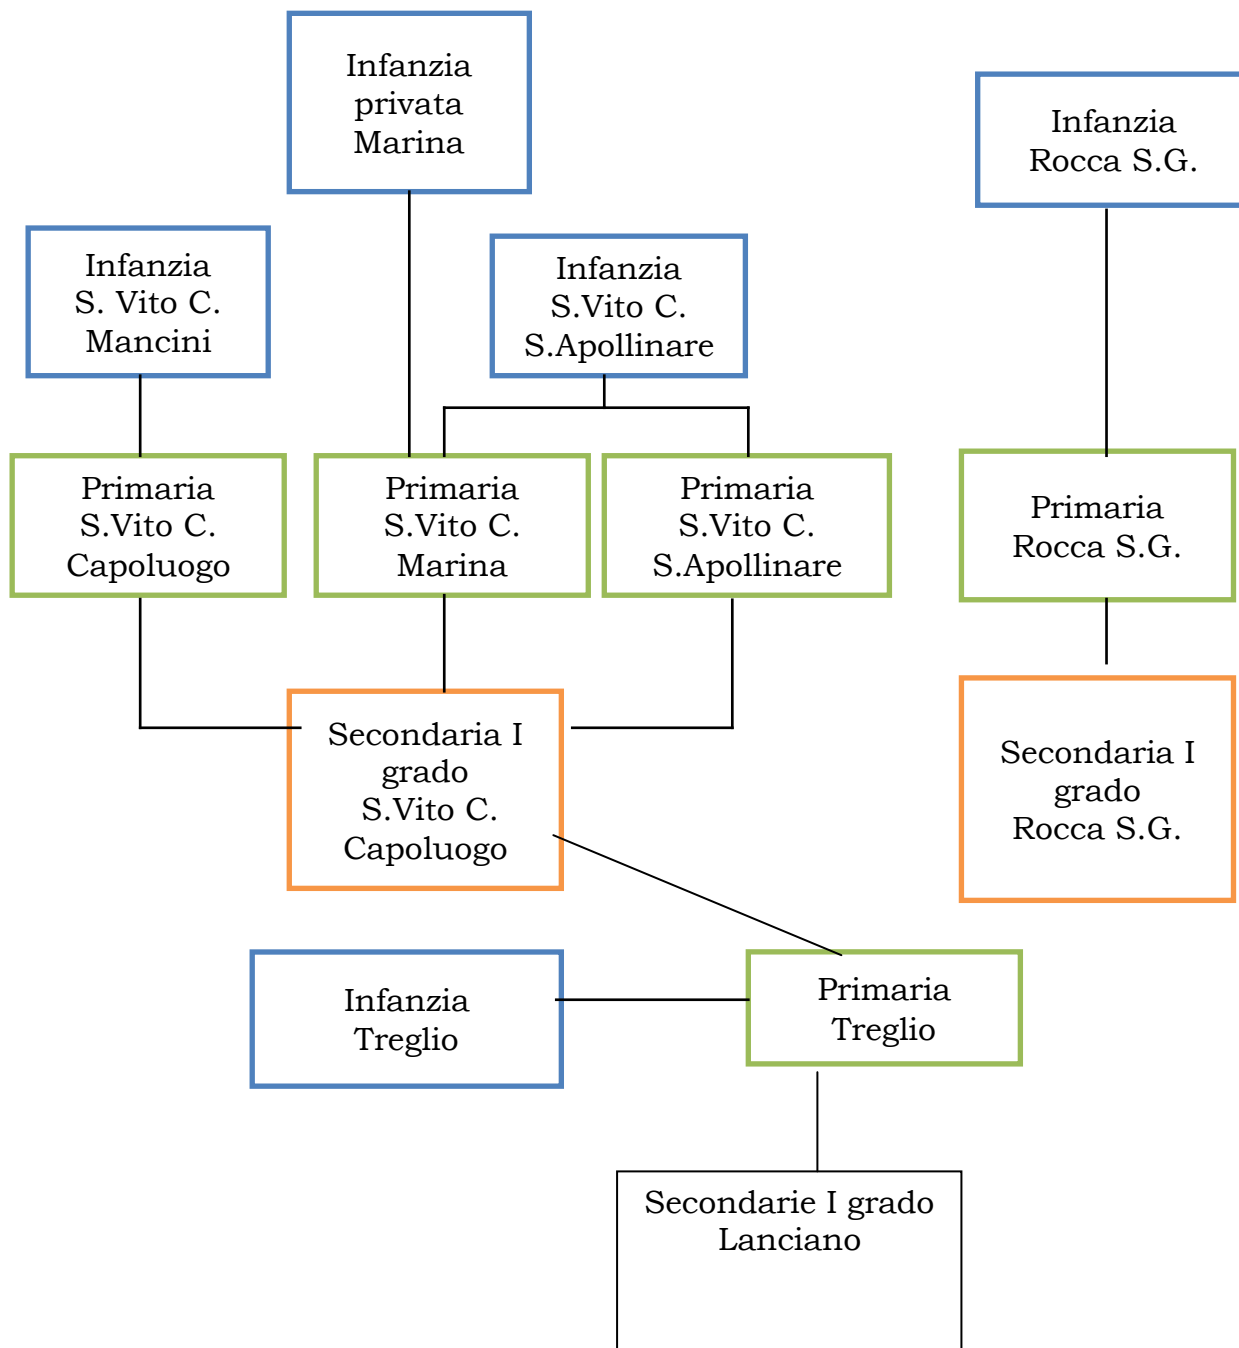 Infanzia
privata
Marina
Infanzia
Rocca S.G.
Infanzia
S. Vito C.
Mancini
Infanzia
S.Vito C.
S.Apollinare
Primaria
S.Vito C.
Capoluogo
Primaria
S.Vito C.
Marina
Primaria
S.Vito C.
S.Apollinare
Primaria
Rocca S.G.
Secondaria I
grado
S.Vito C.
Capoluogo
Secondaria I
grado
Rocca S.G.
Infanzia
Treglio
Primaria
Treglio
Secondarie I grado
Lanciano